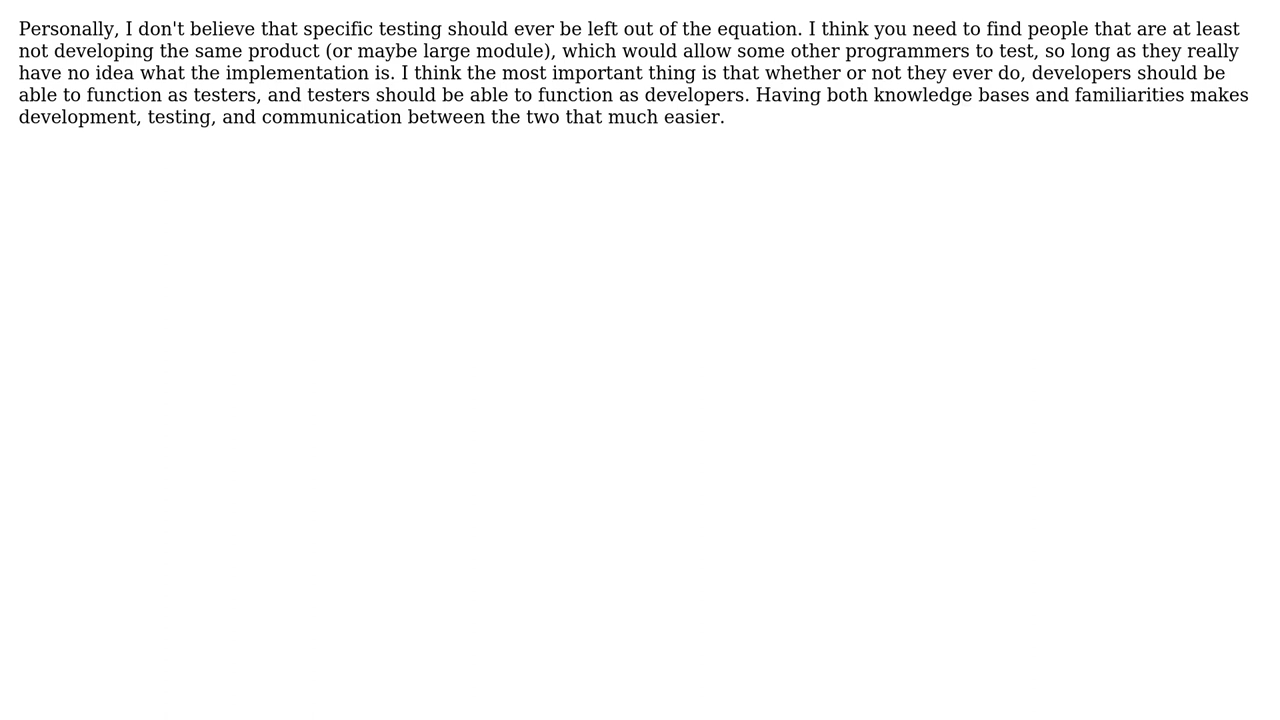 Personally, I don't believe that specific testing should ever be left out of the equation. I think you need to find people that are at least
not developing the same product (or maybe large module), which would allow some other programmers to test, so long as they really
have no idea what the implementation is. I think the most important thing is that whether or not they ever do, developers should be
able to function as testers, and testers should be able to function as developers. Having both knowledge bases and familiarities makes
development, testing, and communication between the two that much easier.